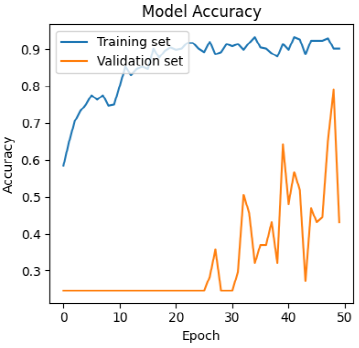 Model Accuracy
Training set
Validation set
0.9
0.8
0.7
0.6
0.5
0.4
0.3
Accuracy
0 10 20 30 40 50
Epoch